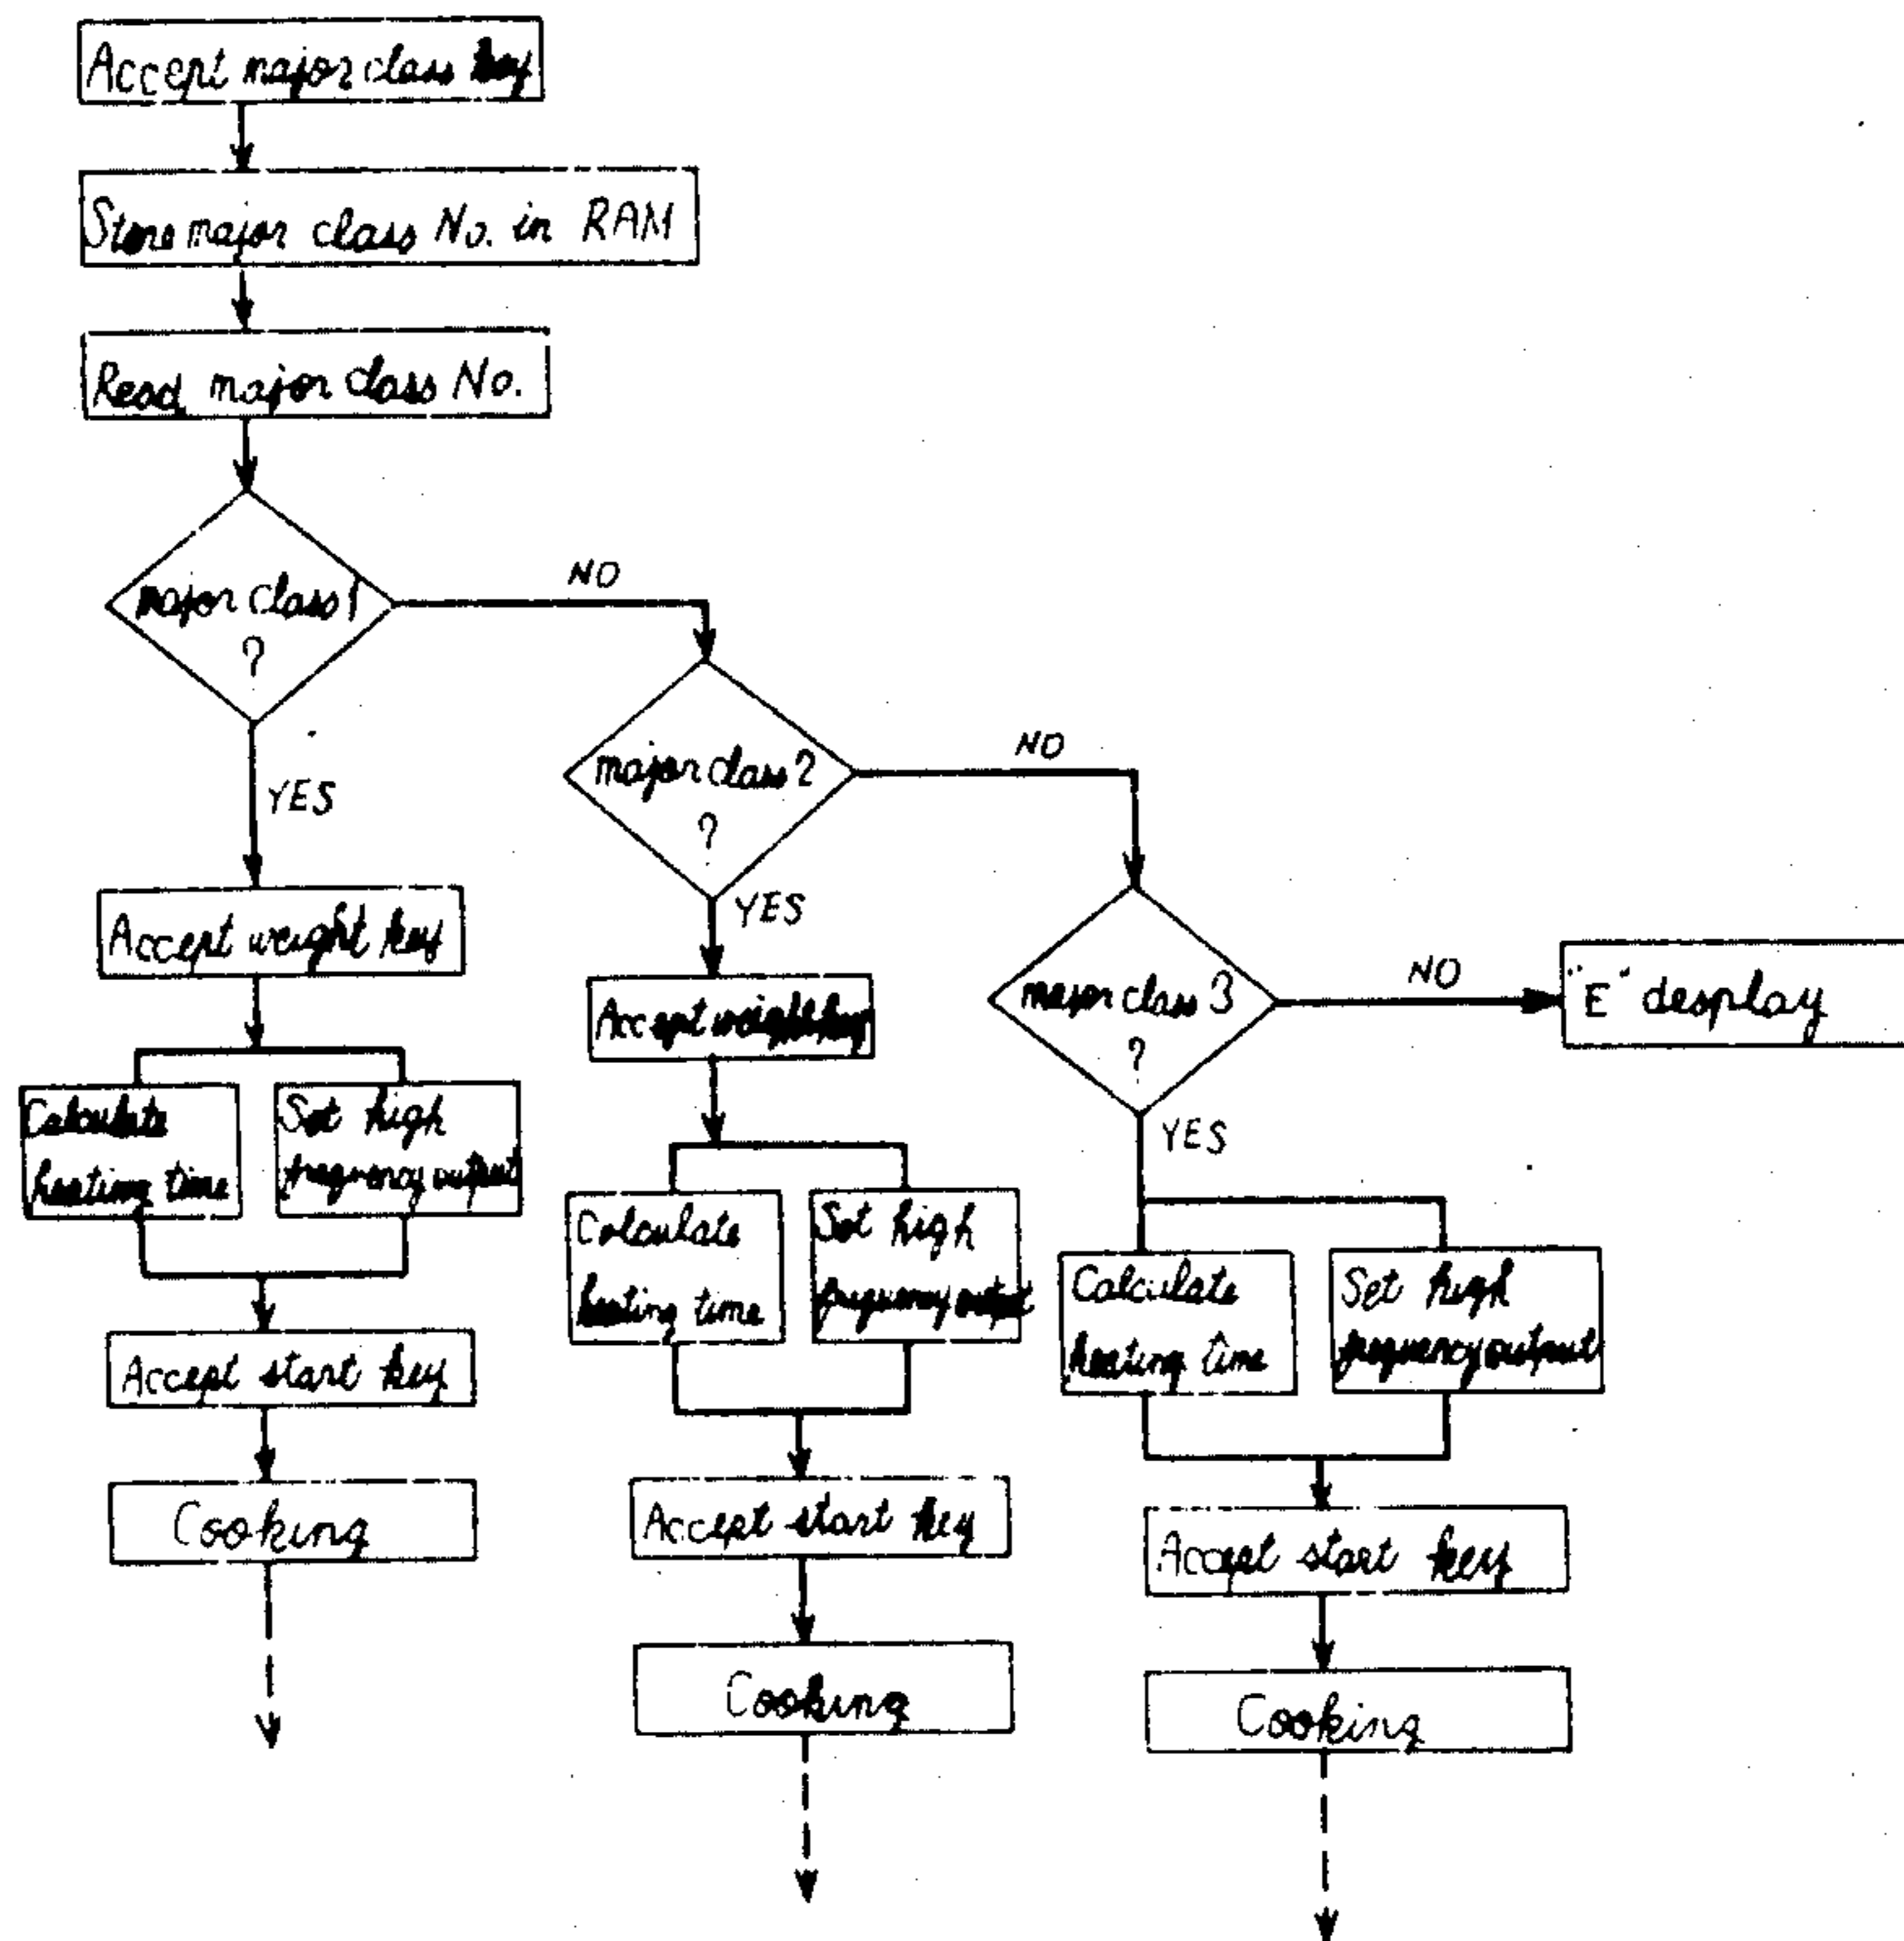 Accept major class key
Store major class No. in RAM
Read major class No.
major class 1
?
NO
YES
major class 2
?
NO
YES
major class 3
?
NO
YES
"E" desplay
Accept weight key
Calculate
heating time
Set high
frequency output
Accept start key
Cooking
Accept weight key
Calculate
heating time
Set high
frequency output
Accept start key
Cooking
Calculate
heating time
Set high
frequency output
Accept start key
Cooking